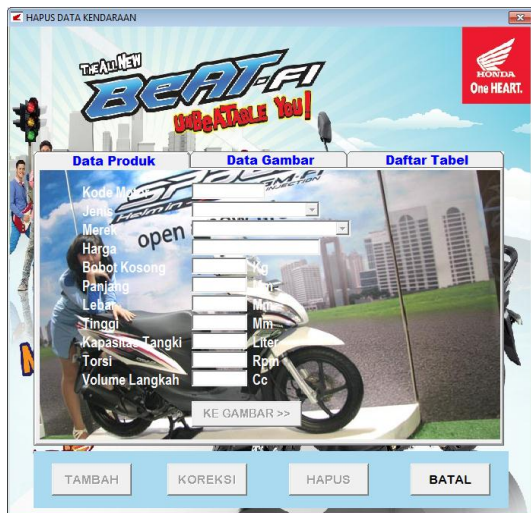 HAPUS DATA KENDARAAN
THE ALL NEW
BEAT-FI
UnBeATABLE You!
HONDA
One HEART.
Data Produk
Data Gambar
Daftar Tabel
Kode Motor
Jenis
Merek
open
Harga
Bobot Kosong Kg
Panjang Mm
Lebar Mm
Tinggi Mm
Kapasitas Tangki Liter
Torsi Rpm
Volume Langkah Cc
KE GAMBAR >>
TAMBAH
KOREKSI
HAPUS
BATAL